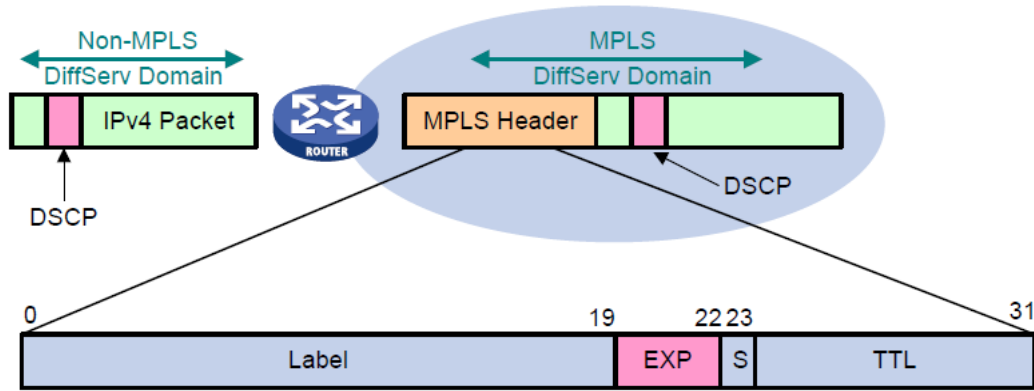 Non-MPLS
DiffServ Domain
IPv4 Packet
DSCP
ROUTER
MPLS
DiffServ Domain
MPLS Header
DSCP
0 19 22 23 31
Label EXP S TTL